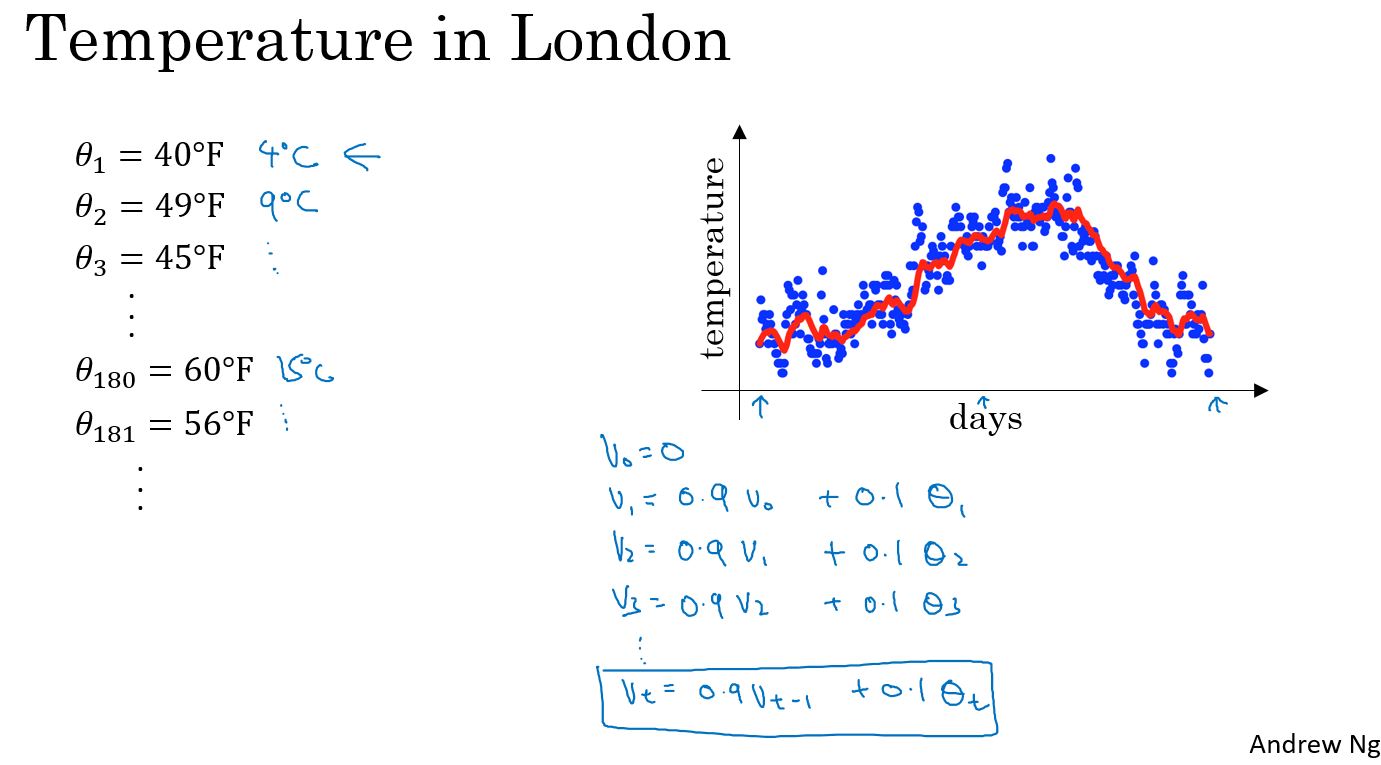 Temperature in London
θ₁ = 40°F 4°C ←
θ₂ = 49°F 9°C
θ₃ = 45°F ⋮
⋮
θ₁₈₀ = 60°F 15°C
θ₁₈₁ = 56°F ⋮
⋮
temperature
days
V₀ = 0
V₁ = 0.9 V₀ + 0.1 θ₁
V₂ = 0.9 V₁ + 0.1 θ₂
V₃ = 0.9 V₂ + 0.1 θ₃
⋮
Vₜ = 0.9 Vₜ₋₁ + 0.1 θₜ
Andrew Ng